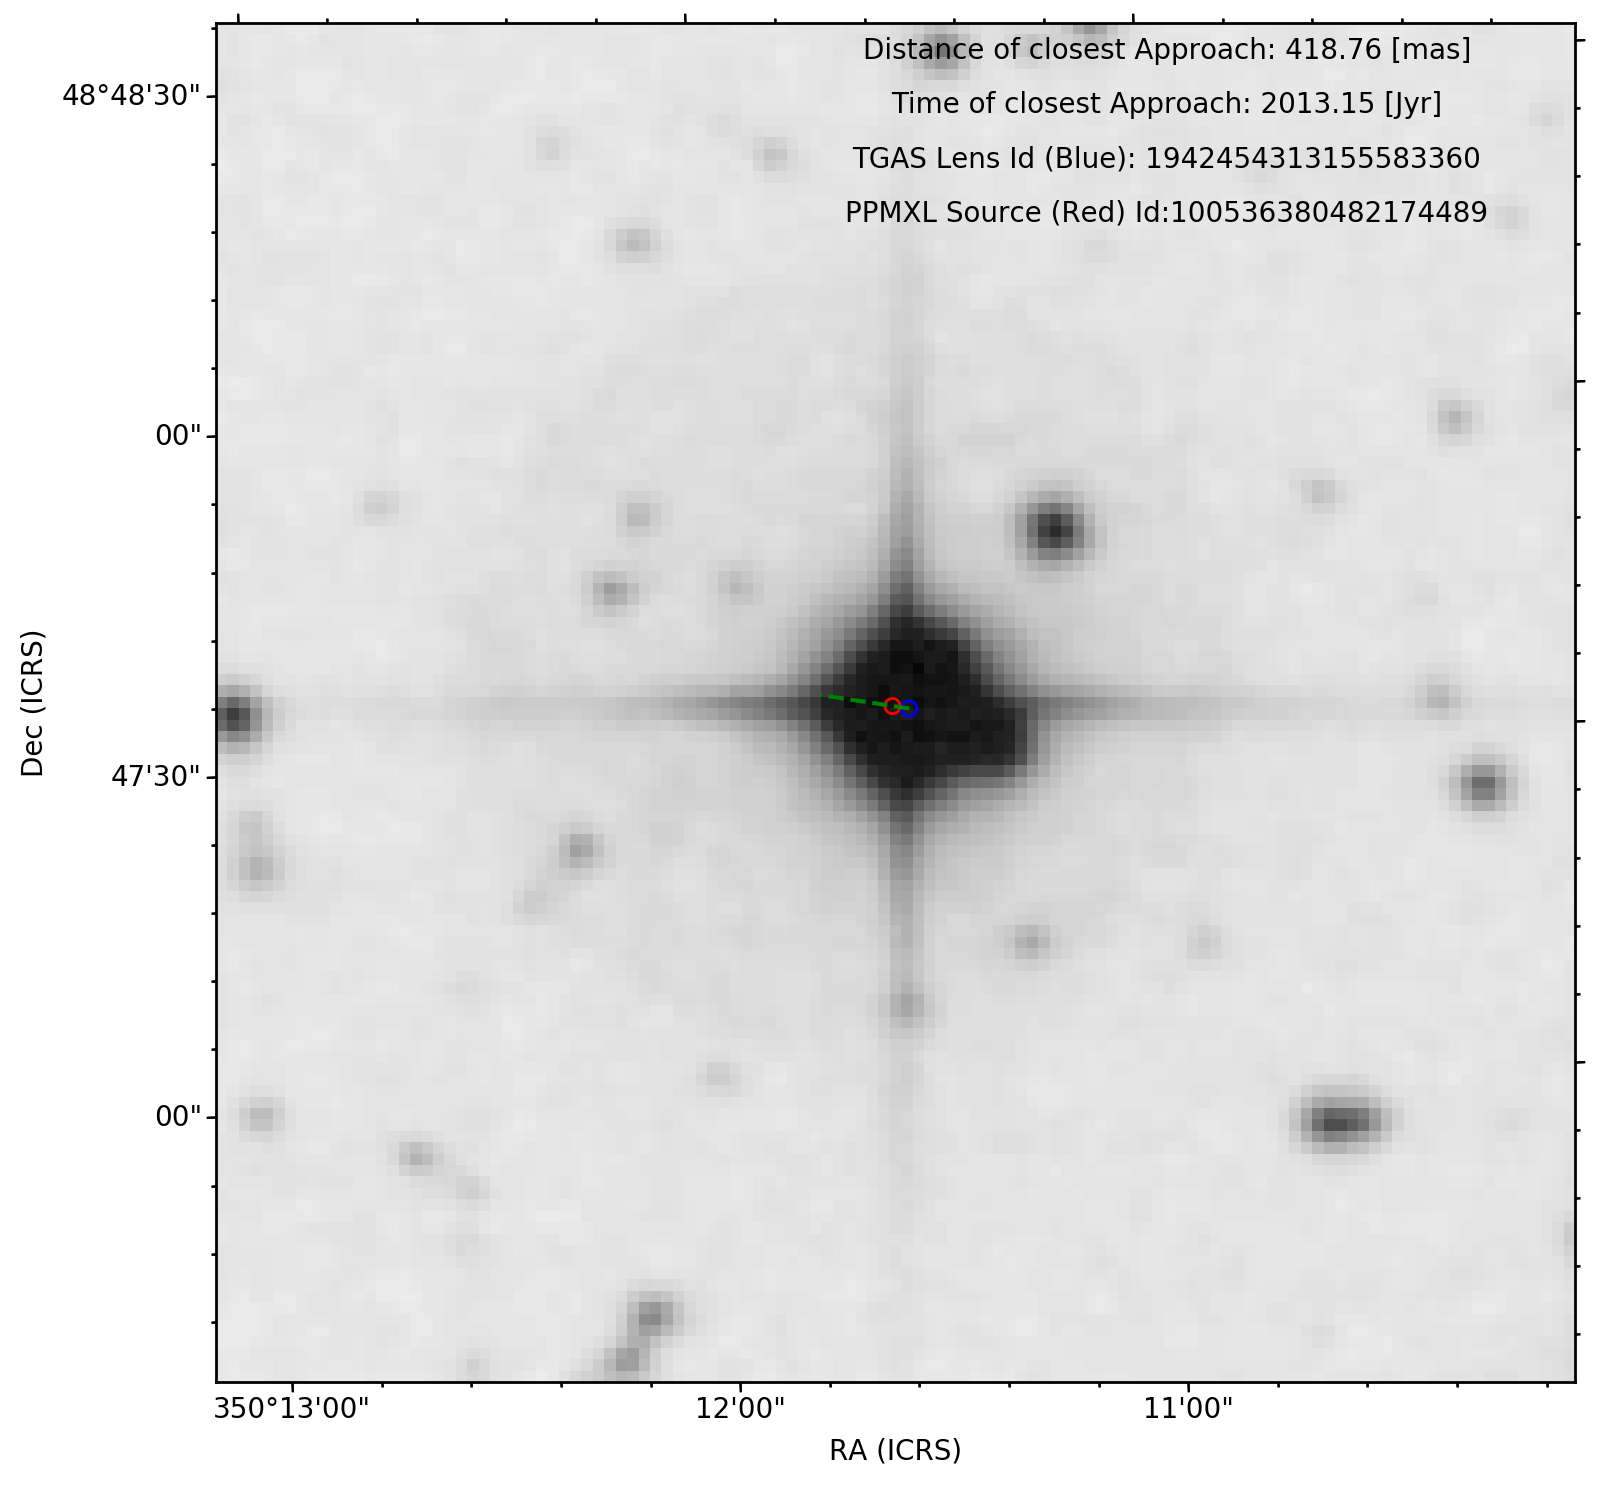 Distance of closest Approach: 418.76 [mas]
Time of closest Approach: 2013.15 [Jyr]
TGAS Lens Id (Blue): 1942454313155583360
PPMXL Source (Red) Id:100536380482174489
48°48'30"
00"
47'30"
00"
Dec (ICRS)
350°13'00"
12'00"
11'00"
RA (ICRS)